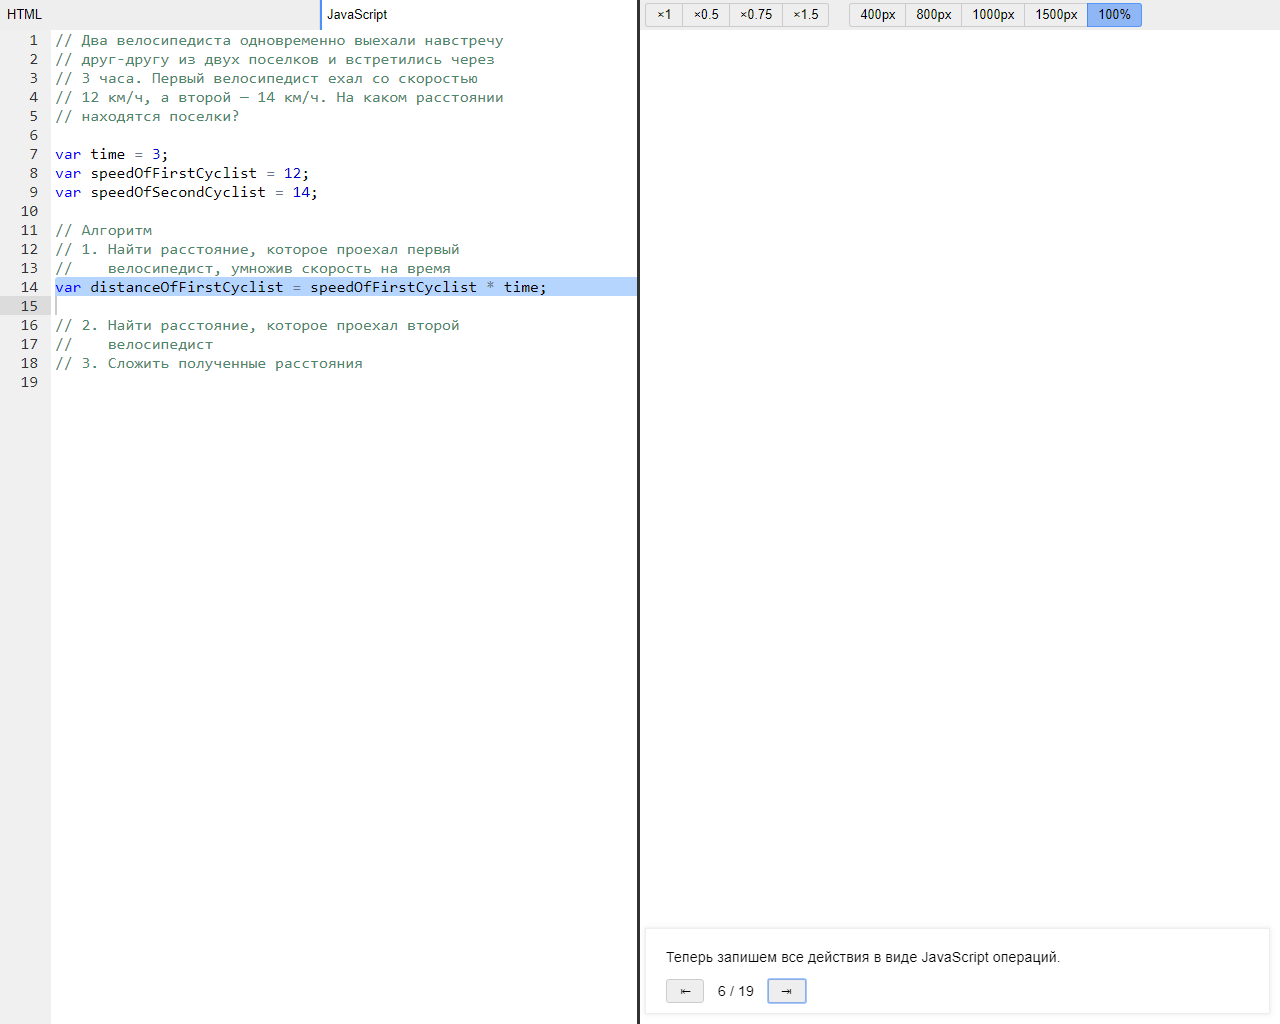 HTML
JavaScript
×1 ×0.5 ×0.75 ×1.5 400px 800px 1000px 1500px 100%
1 // Два велосипедиста одновременно выехали навстречу
2 // друг-другу из двух поселков и встретились через
3 // 3 часа. Первый велосипедист ехал со скоростью
4 // 12 км/ч, а второй — 14 км/ч. На каком расстоянии
5 // находятся поселки?
6
7 var time = 3;
8 var speedOfFirstCyclist = 12;
9 var speedOfSecondCyclist = 14;
10
11 // Алгоритм
12 // 1. Найти расстояние, которое проехал первый
13 //    велосипедист, умножив скорость на время
14 var distanceOfFirstCyclist = speedOfFirstCyclist * time;
15
16 // 2. Найти расстояние, которое проехал второй
17 //    велосипедист
18 // 3. Сложить полученные расстояния
19
Теперь запишем все действия в виде JavaScript операций.
⇤ 6 / 19 ⇥